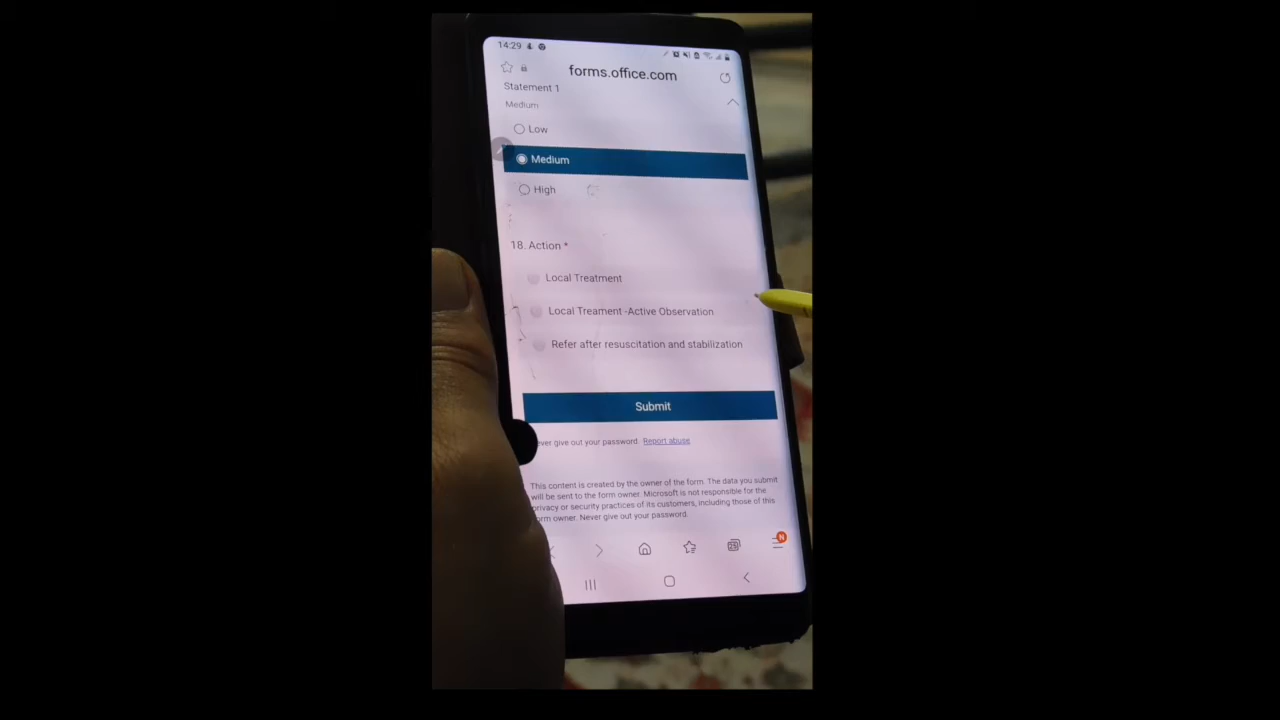 14:29
forms.office.com
Statement 1
Medium
Low
Medium
High
18. Action *
Local Treatment
Local Treament -Active Observation
Refer after resuscitation and stabilization
Submit
ever give out your password. Report abuse
This content is created by the owner of the form. The data you submit
will be sent to the form owner. Microsoft is not responsible for the
privacy or security practices of its customers, including those of this
orm owner. Never give out your password.
N